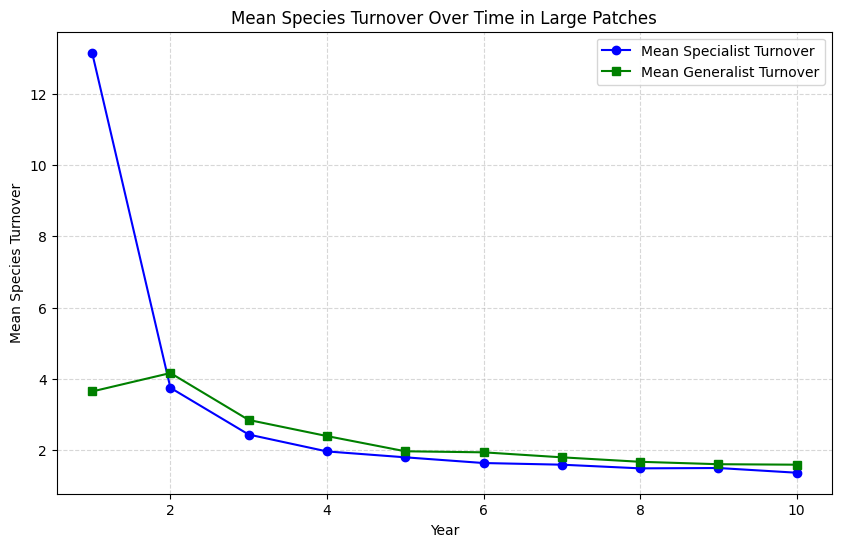 Mean Species Turnover Over Time in Large Patches
Mean Specialist Turnover
Mean Generalist Turnover
Mean Species Turnover
12
10
8
6
4
2
2
4
6
8
10
Year